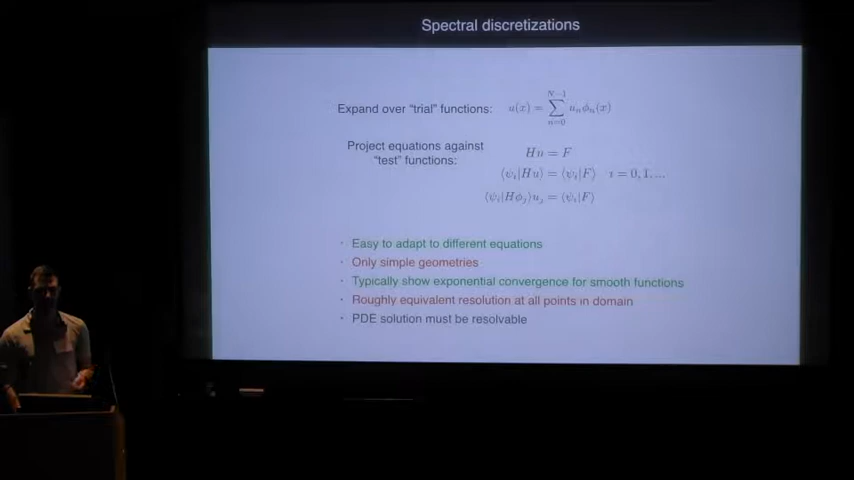 Spectral discretizations
Expand over "trial" functions: u(x) = \sum_{n=0}^{N-1} u_n ϕ_n(x)
Project equations against
"test" functions:
Hu = F
⟨ψ_i|Hu⟩ = ⟨ψ_i|F⟩ i = 0, 1, ...
⟨ψ_i|Hϕ_j⟩u_j = ⟨ψ_i|F⟩
· Easy to adapt to different equations
· Only simple geometries
· Typically show exponential convergence for smooth functions
· Roughly equivalent resolution at all points in domain
· PDE solution must be resolvable